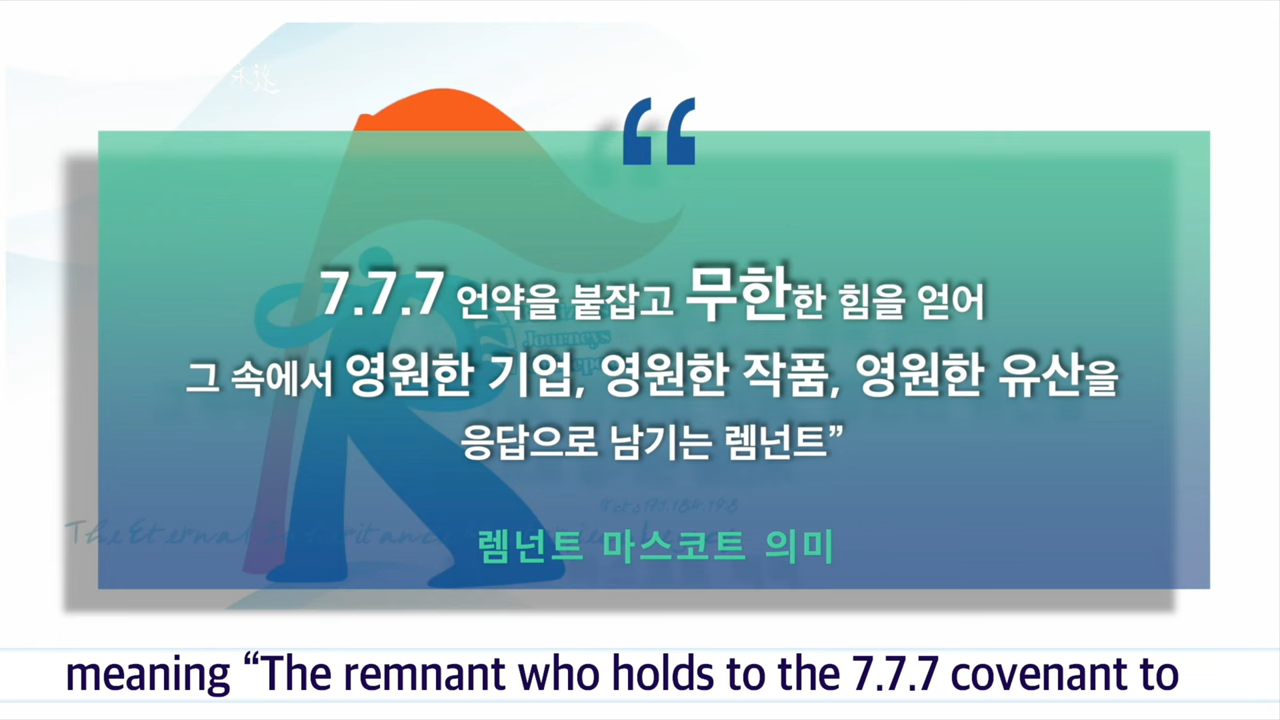 “
7.7.7 언약을 붙잡고 무한한 힘을 얻어
그 속에서 영원한 기업, 영원한 작품, 영원한 유산을
응답으로 남기는 렘넌트”
렘넌트 마스코트 의미
Journeys
The Eternal
meaning “The remnant who holds to the 7.7.7 covenant to